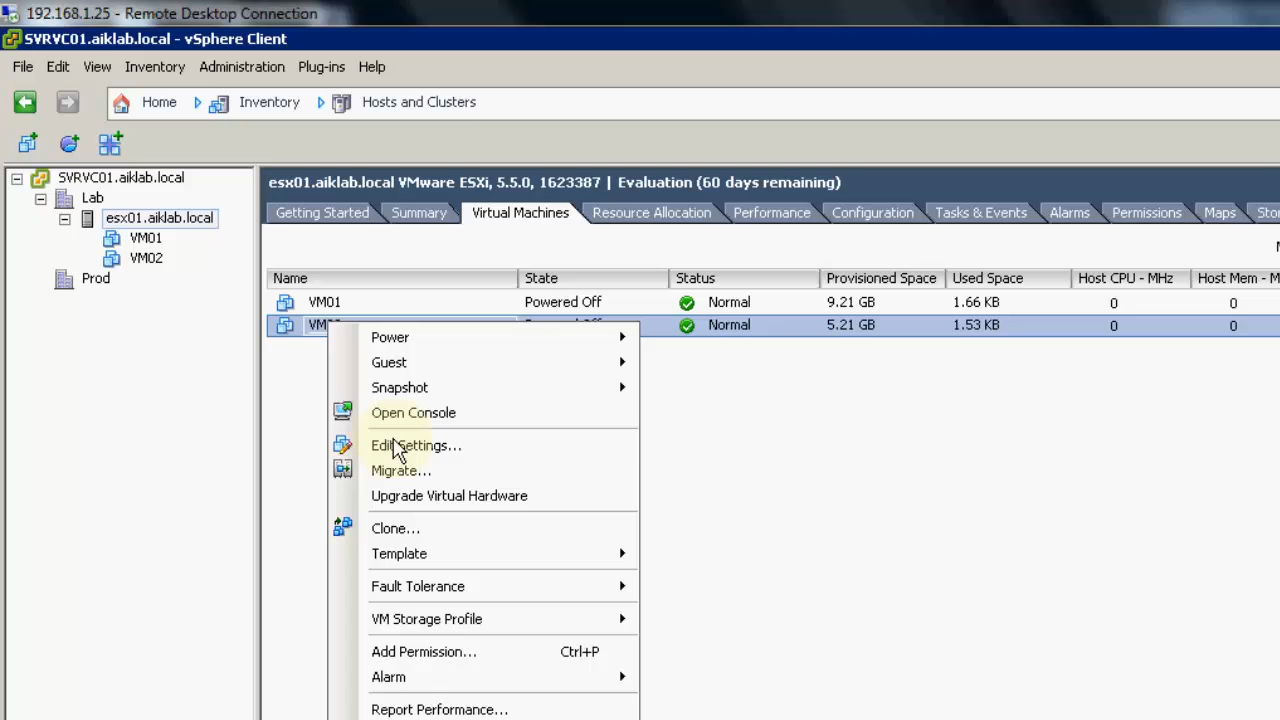 192.168.1.25 - Remote Desktop Connection
SVRVC01.aiklab.local - vSphere Client
File Edit View Inventory Administration Plug-ins Help
Home Inventory Hosts and Clusters
SVRVC01.aiklab.local
Lab
esx01.aiklab.local
VM01
VM02
Prod
esx01.aiklab.local VMware ESXi, 5.5.0, 1623387 | Evaluation (60 days remaining)
Getting Started Summary Virtual Machines Resource Allocation Performance Configuration Tasks & Events Alarms Permissions Maps
Name State Status Provisioned Space Used Space Host CPU - MHz Host Mem - M
VM01 Powered Off Normal 9.21 GB 1.66 KB 0 0
Normal 5.21 GB 1.53 KB 0 0
Power
Guest
Snapshot
Open Console
Edit Settings...
Migrate...
Upgrade Virtual Hardware
Clone...
Template
Fault Tolerance
VM Storage Profile
Add Permission... Ctrl+P
Alarm
Report Performance...